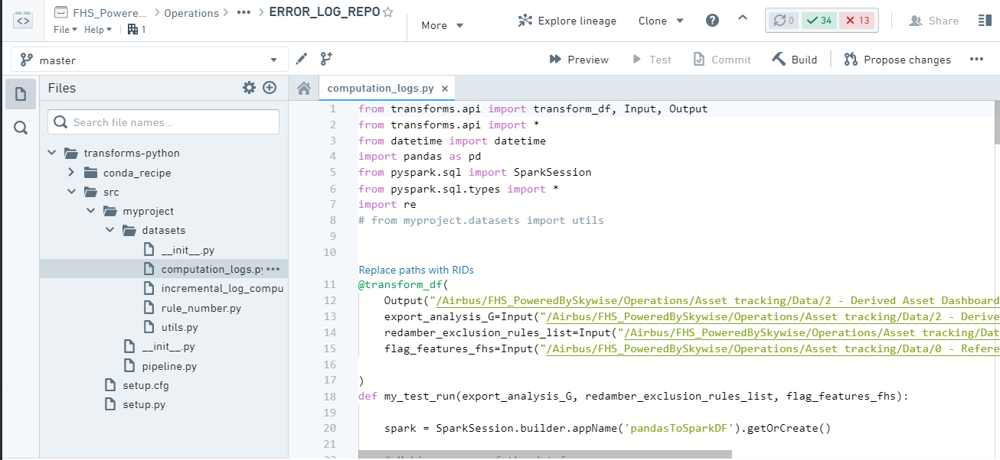 FHS_Powere... > Operations > ••• > ERROR_LOG_REPO
File Help 1
More
Explore lineage
Clone
0 34 13
Share
master
Preview
Test
Commit
Build
Propose changes
Files
Search file names...
transforms-python
conda_recipe
src
myproject
datasets
__init__.py
computation_logs.py
incremental_log_compu
rule_number.py
utils.py
__init__.py
pipeline.py
setup.cfg
setup.py
computation_logs.py ×
1 from transforms.api import transform_df, Input, Output
2 from transforms.api import *
3 from datetime import datetime
4 import pandas as pd
5 from pyspark.sql import SparkSession
6 from pyspark.sql.types import *
7 import re
8 # from myproject.datasets import utils
9
10
Replace paths with RIDs
11 @transform_df(
12 Output("/Airbus/FHS_PoweredBySkywise/Operations/Asset tracking/Data/2 - Derived Asset Dashboard
13 export_analysis_G=Input("/Airbus/FHS_PoweredBySkywise/Operations/Asset tracking/Data/2 - Derive
14 redamber_exclusion_rules_list=Input("/Airbus/FHS_PoweredBySkywise/Operations/Asset tracking/Dat
15 flag_features_fhs=Input("/Airbus/FHS_PoweredBySkywise/Operations/Asset tracking/Data/0 - Refere
16
17 )
18 def my_test_run(export_analysis_G, redamber_exclusion_rules_list, flag_features_fhs):
19
20 spark = SparkSession.builder.appName('pandasToSparkDF').getOrCreate()
21